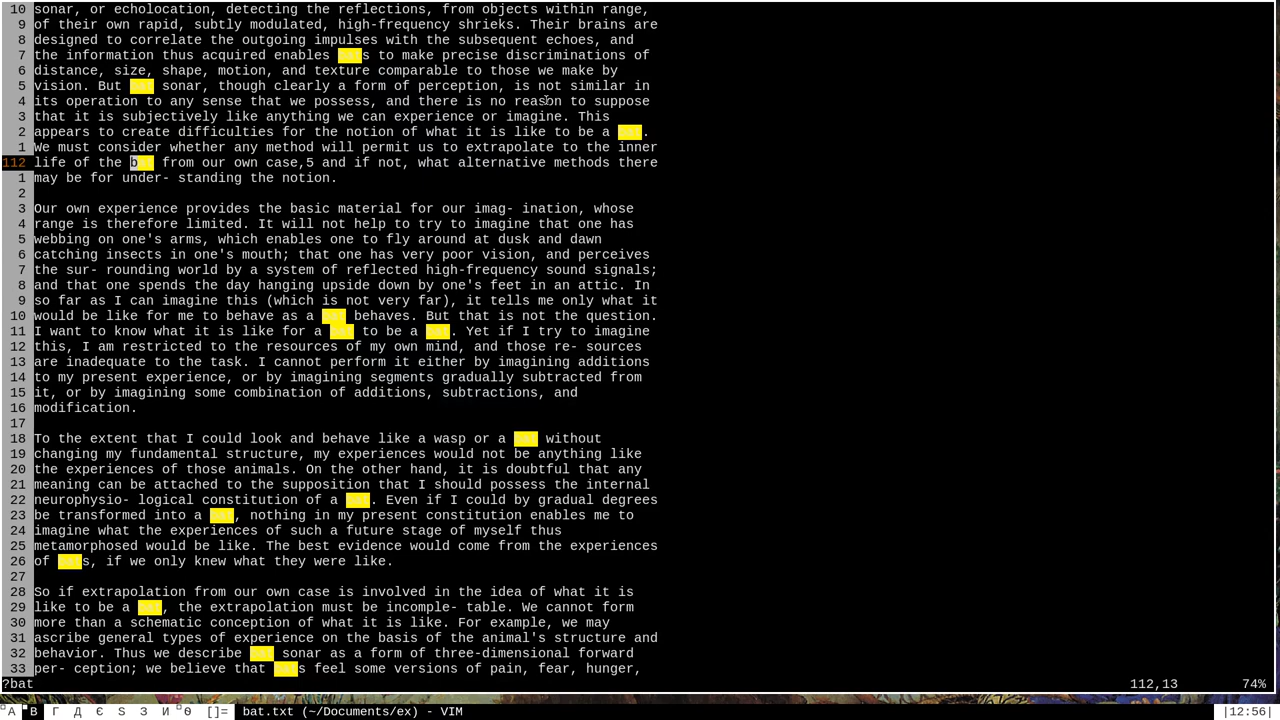 10 sonar, or echolocation, detecting the reflections, from objects within range,
9 of their own rapid, subtly modulated, high-frequency shrieks. Their brains are
8 designed to correlate the outgoing impulses with the subsequent echoes, and
7 the information thus acquired enables bats to make precise discriminations of
6 distance, size, shape, motion, and texture comparable to those we make by
5 vision. But bat sonar, though clearly a form of perception, is not similar in
4 its operation to any sense that we possess, and there is no reason to suppose
3 that it is subjectively like anything we can experience or imagine. This
2 appears to create difficulties for the notion of what it is like to be a bat.
1 We must consider whether any method will permit us to extrapolate to the inner
112 life of the bat from our own case,5 and if not, what alternative methods there
1 may be for under- standing the notion.
2
3 Our own experience provides the basic material for our imag- ination, whose
4 range is therefore limited. It will not help to try to imagine that one has
5 webbing on one's arms, which enables one to fly around at dusk and dawn
6 catching insects in one's mouth; that one has very poor vision, and perceives
7 the sur- rounding world by a system of reflected high-frequency sound signals;
8 and that one spends the day hanging upside down by one's feet in an attic. In
9 so far as I can imagine this (which is not very far), it tells me only what it
10 would be like for me to behave as a bat behaves. But that is not the question.
11 I want to know what it is like for a bat to be a bat. Yet if I try to imagine
12 this, I am restricted to the resources of my own mind, and those re- sources
13 are inadequate to the task. I cannot perform it either by imagining additions
14 to my present experience, or by imagining segments gradually subtracted from
15 it, or by imagining some combination of additions, subtractions, and
16 modification.
17
18 To the extent that I could look and behave like a wasp or a bat without
19 changing my fundamental structure, my experiences would not be anything like
20 the experiences of those animals. On the other hand, it is doubtful that any
21 meaning can be attached to the supposition that I should possess the internal
22 neurophysio- logical constitution of a bat. Even if I could by gradual degrees
23 be transformed into a bat, nothing in my present constitution enables me to
24 imagine what the experiences of such a future stage of myself thus
25 metamorphosed would be like. The best evidence would come from the experiences
26 of bats, if we only knew what they were like.
27
28 So if extrapolation from our own case is involved in the idea of what it is
29 like to be a bat, the extrapolation must be incomple- table. We cannot form
30 more than a schematic conception of what it is like. For example, we may
31 ascribe general types of experience on the basis of the animal's structure and
32 behavior. Thus we describe bat sonar as a form of three-dimensional forward
33 per- ception; we believe that bats feel some versions of pain, fear, hunger,
?bat 112,13 74%
А В Г Д Є Ѕ З И Ѳ []= bat.txt (~/Documents/ex) - VIM |12:56|